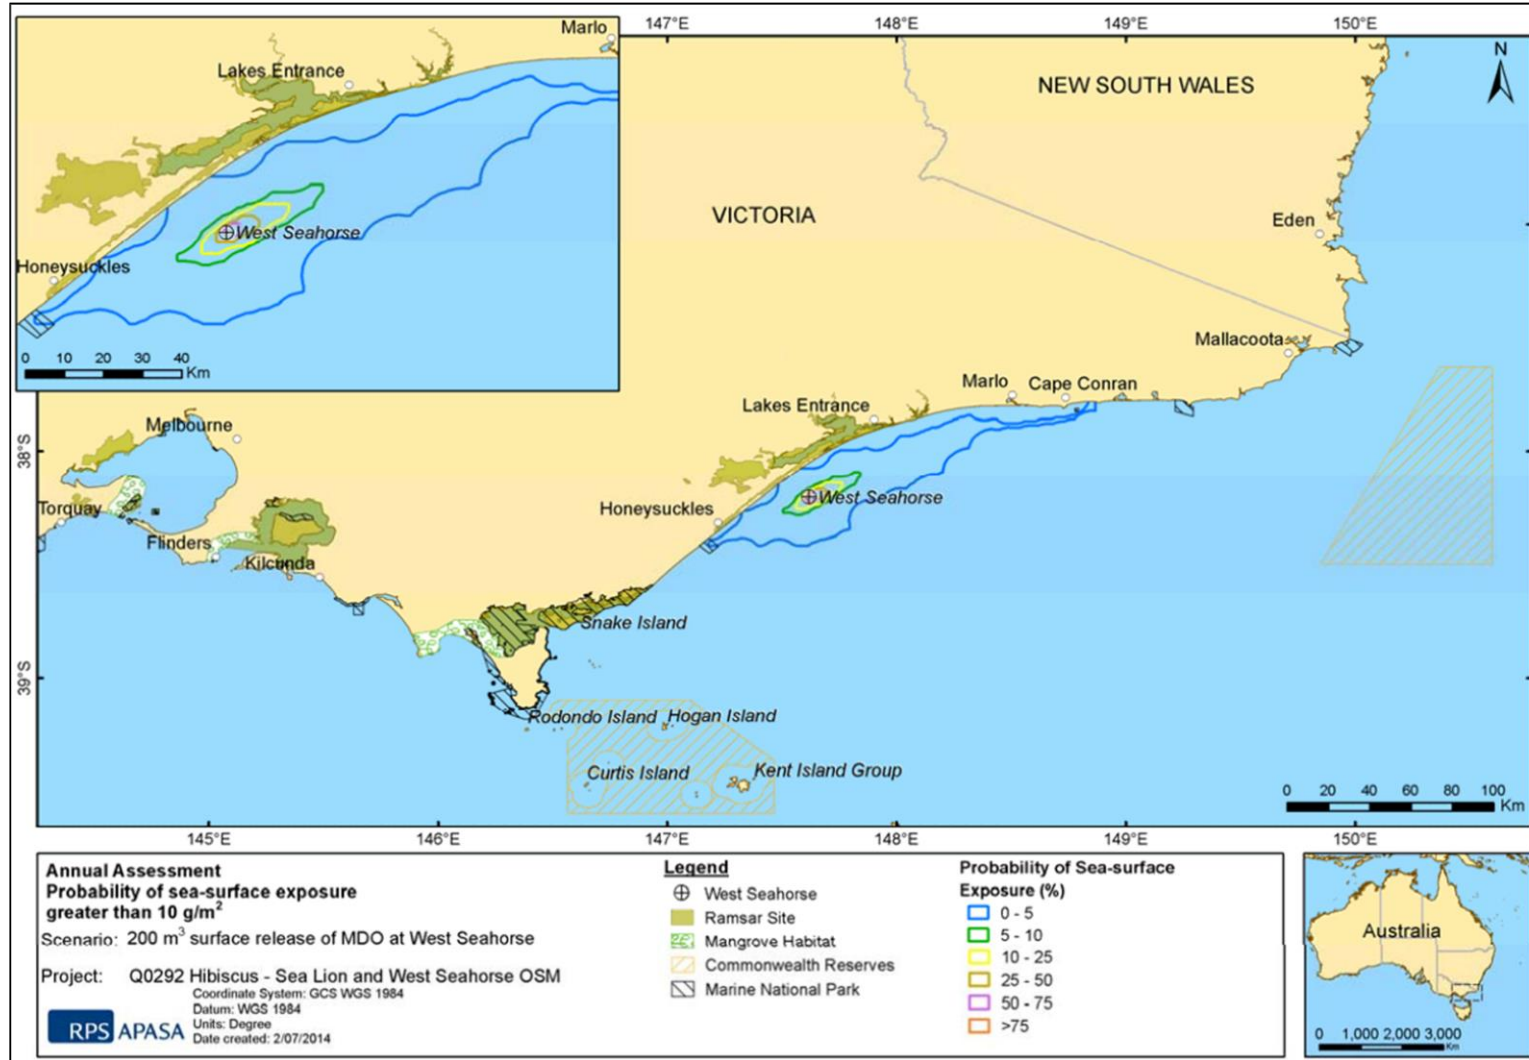 Marlo
Lakes Entrance
West Seahorse
Honeysuckles
0 10 20 30 40
Km
147°E 148°E 149°E 150°E
N
NEW SOUTH WALES
VICTORIA
Eden
Mallacoota
Marlo Cape Conran
Lakes Entrance
Melbourne
38°S
West Seahorse
Torquay
Honeysuckles
Flinders
Kilcunda
Snake Island
39°S
Rodondo Island Hogan Island
Curtis Island Kent Island Group
0 20 40 60 80 100
Km
145°E 146°E 147°E 148°E 149°E 150°E
Annual Assessment
Probability of sea-surface exposure
greater than 10 g/m²
Scenario: 200 m³ surface release of MDO at West Seahorse
Project: Q0292 Hibiscus - Sea Lion and West Seahorse OSM
Coordinate System: GCS WGS 1984
Datum: WGS 1984
Units: Degree
Date created: 2/07/2014
RPS APASA
Legend
West Seahorse
Ramsar Site
Mangrove Habitat
Commonwealth Reserves
Marine National Park
Probability of Sea-surface
Exposure (%)
0 - 5
5 - 10
10 - 25
25 - 50
50 - 75
>75
Australia
0 1,000 2,000 3,000
Km